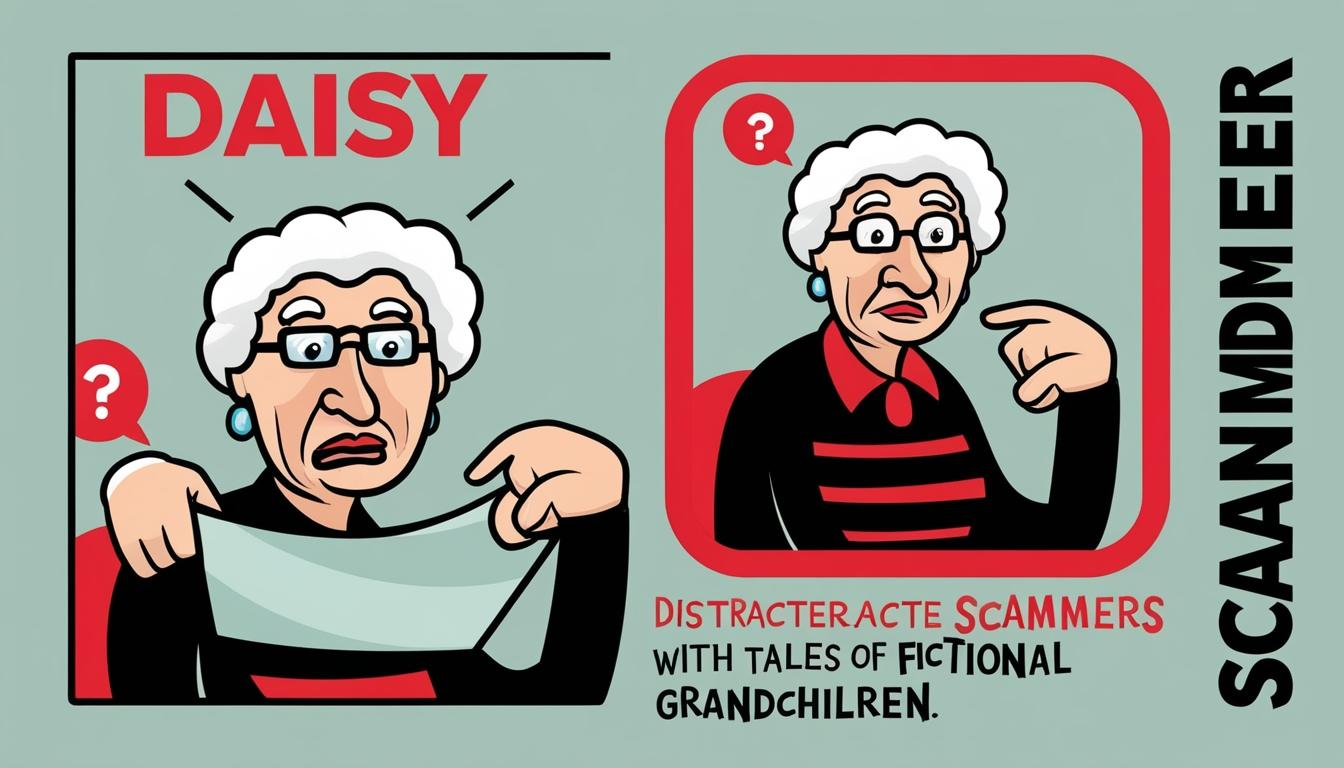 DAISY
?
?
DISTRACTERACTE SCAMMERS
WITH TALES OF FICTIONAL
GRANDCHILREN.
SCAANMDMEER